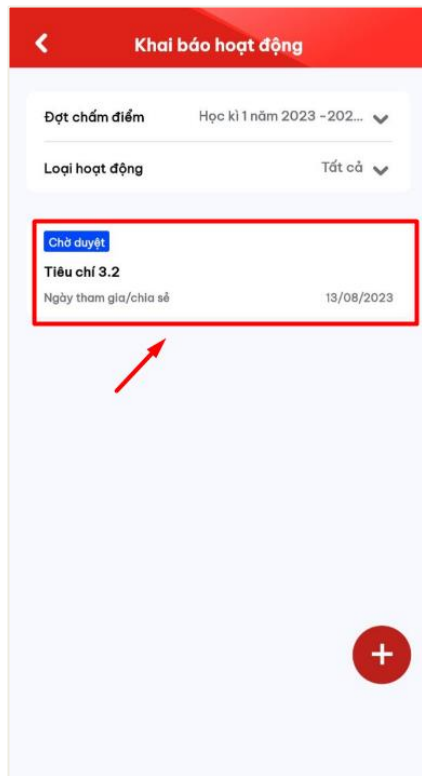 Khai báo hoạt động
Đợt chấm điểm Học kì 1 năm 2023 -202...
Loại hoạt động Tất cả
Chờ duyệt
Tiêu chí 3.2
Ngày tham gia/chia sẻ 13/08/2023